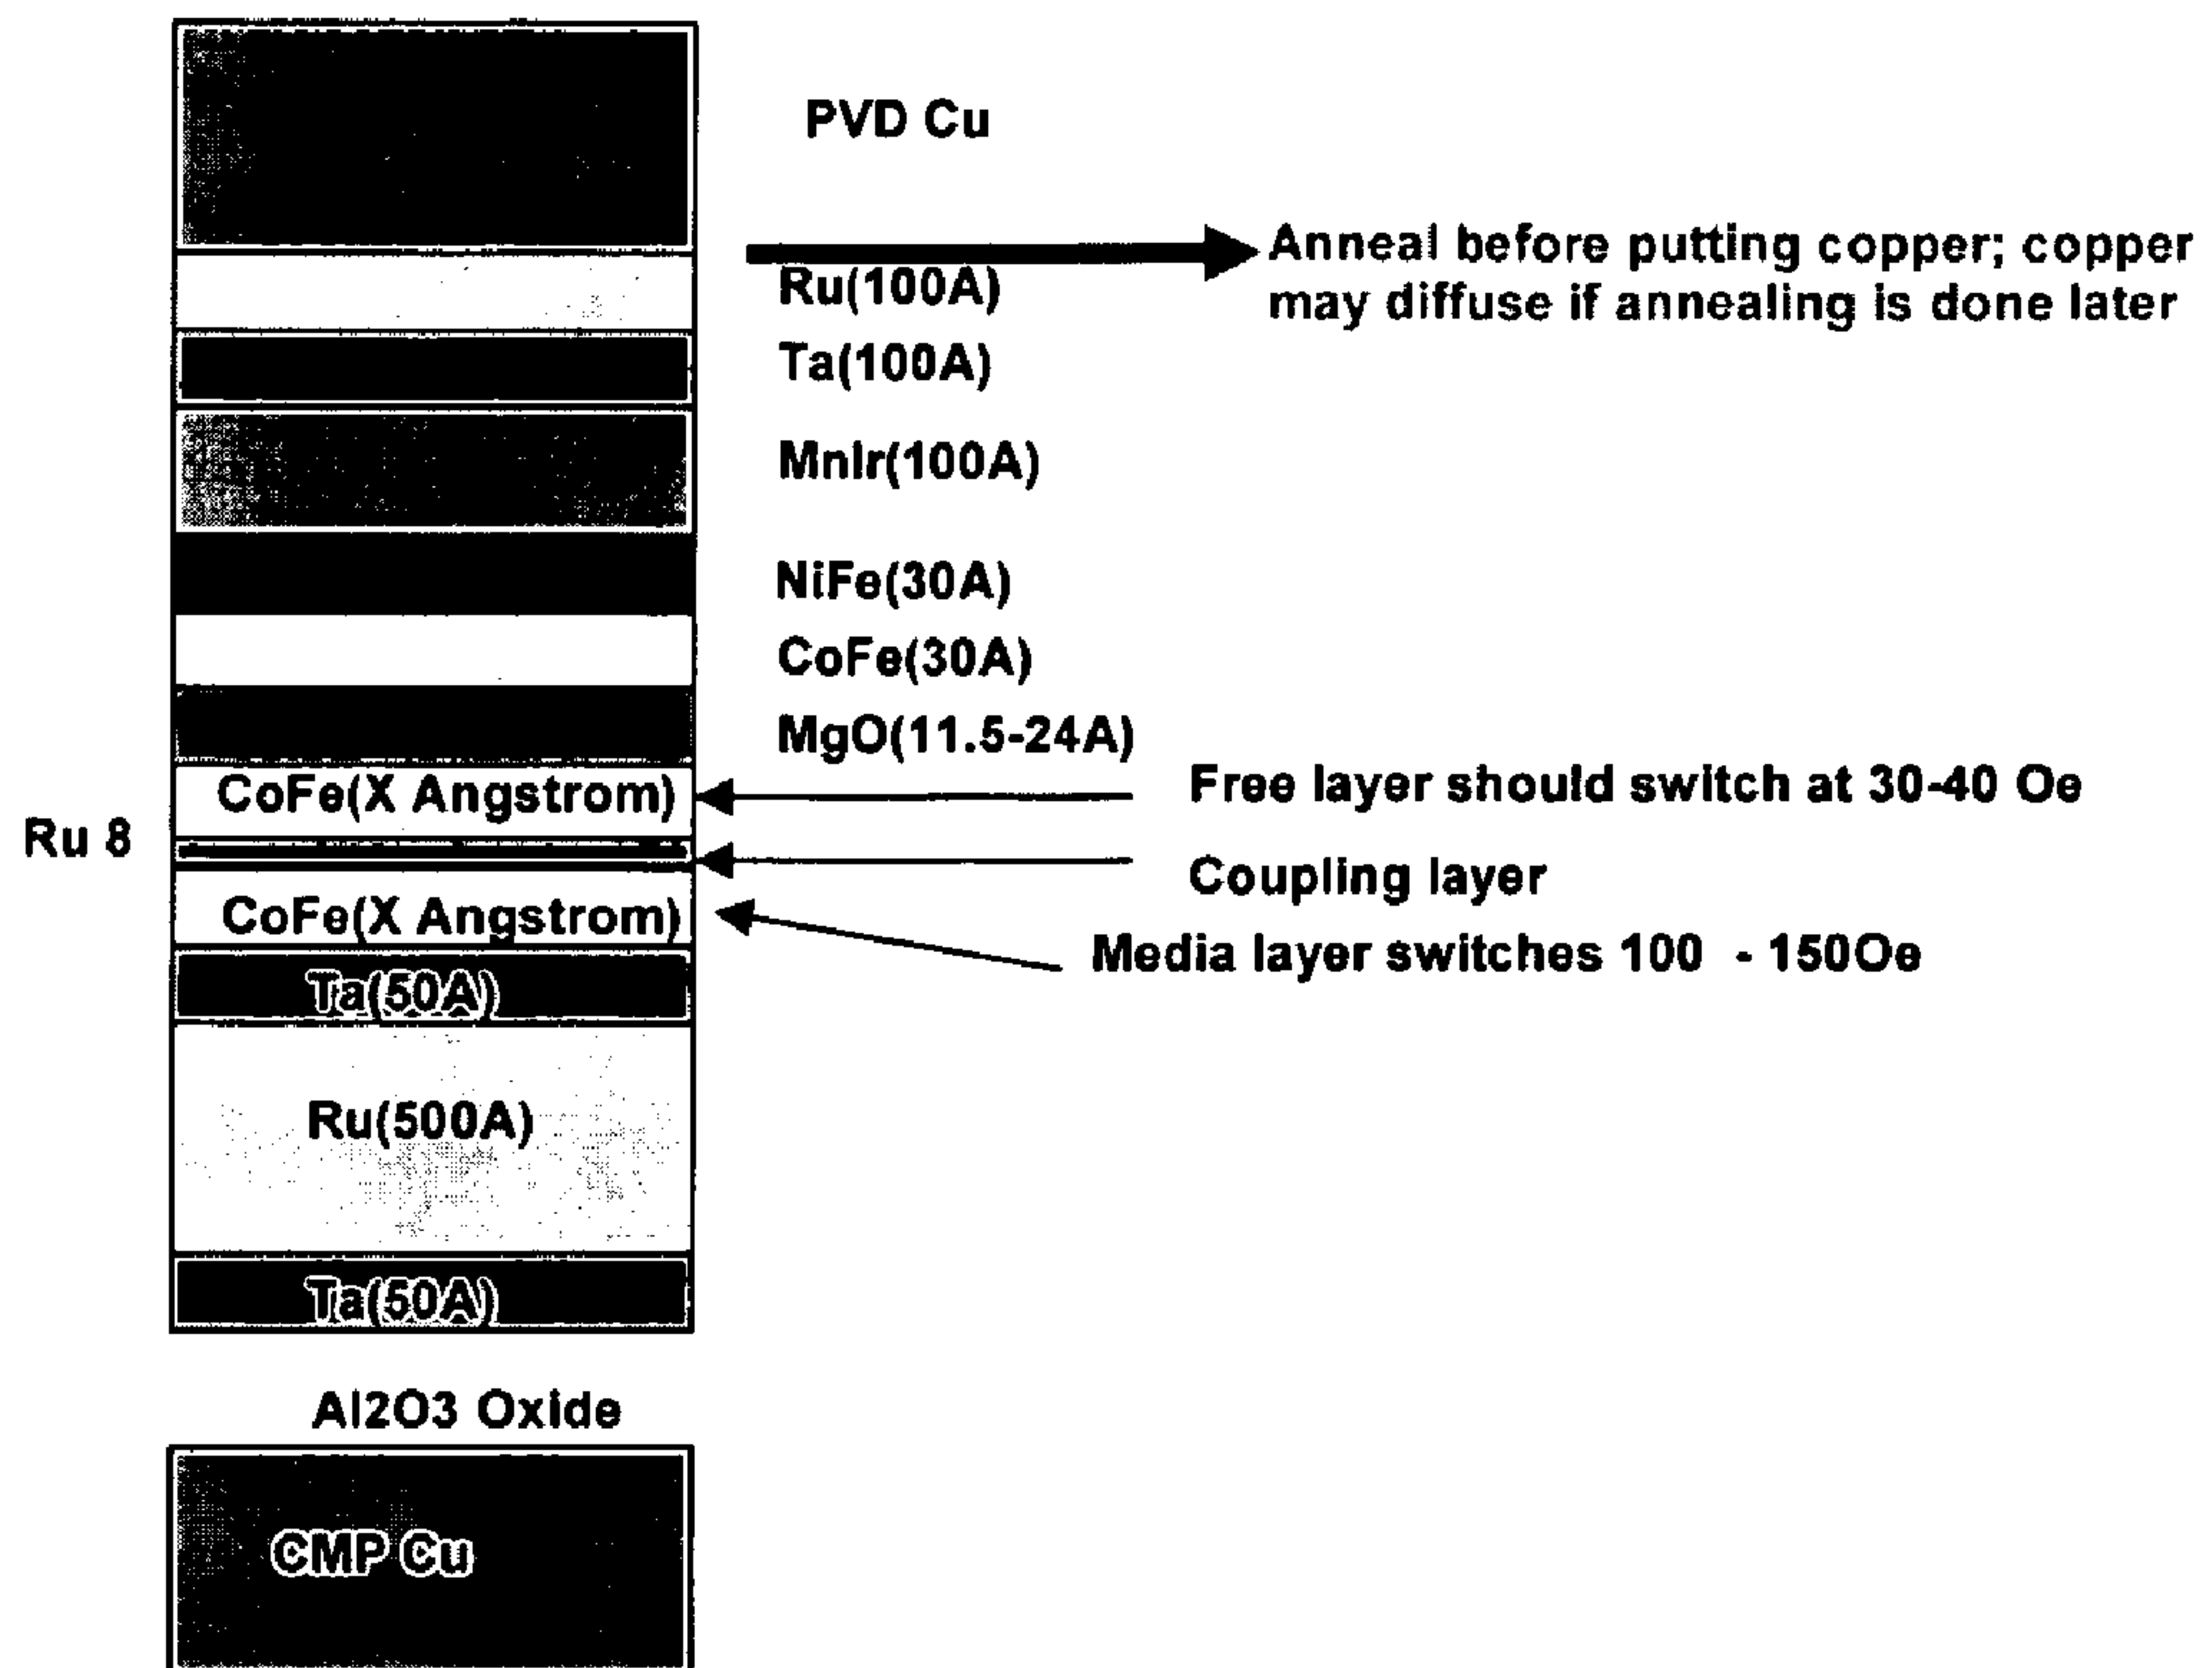 PVD Cu
Anneal before putting copper; copper
may diffuse if annealing is done later
Ru(100A)
Ta(100A)
MnIr(100A)
NiFe(30A)
CoFe(30A)
MgO(11.5-24A)
CoFe(X Angstrom)
Free layer should switch at 30-40 Oe
Ru 8
Coupling layer
CoFe(X Angstrom)
Media layer switches 100 - 150Oe
Ta(50A)
Ru(500A)
Ta(50A)
Al2O3 Oxide
CMP Cu